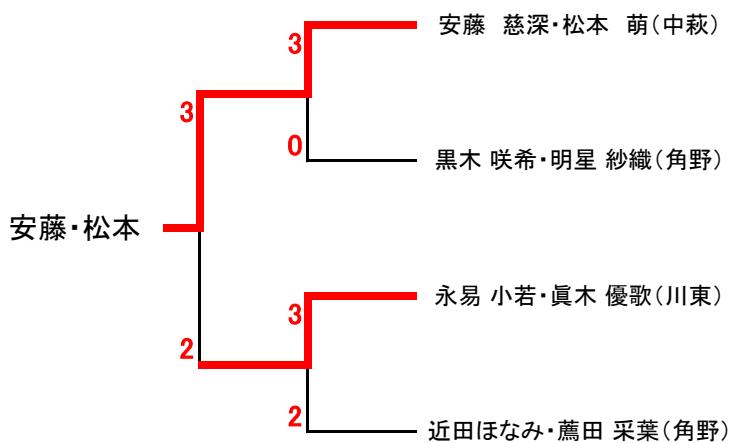 安藤　慈深・松本　萌（中萩）
3
3
0
黒木 咲希・明星 紗織（角野）
安藤・松本
永易 小若・眞木 優歌（川東）
3
2
2
近田ほなみ・薦田 采葉（角野）